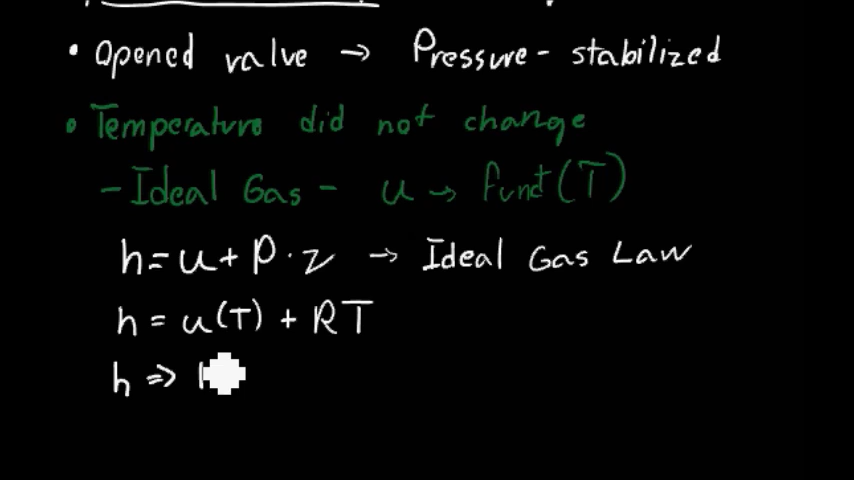 • Opened valve → Pressure - stabilized
• Temperature did not change
- Ideal Gas - u → funct(T)
h = u + P · v → Ideal Gas Law
h = u(T) + RT
h ⇒